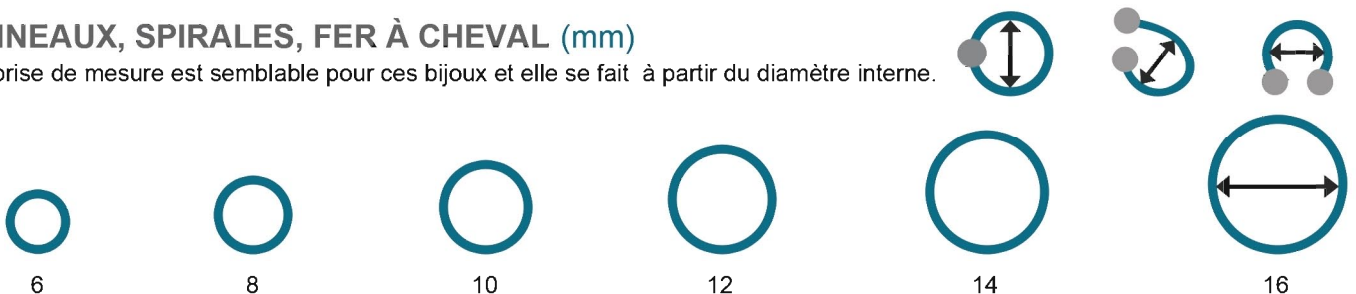 NEAUX, SPIRALES, FER À CHEVAL (mm)
prise de mesure est semblable pour ces bijoux et elle se fait à partir du diamètre interne.
6 8 10 12 14 16